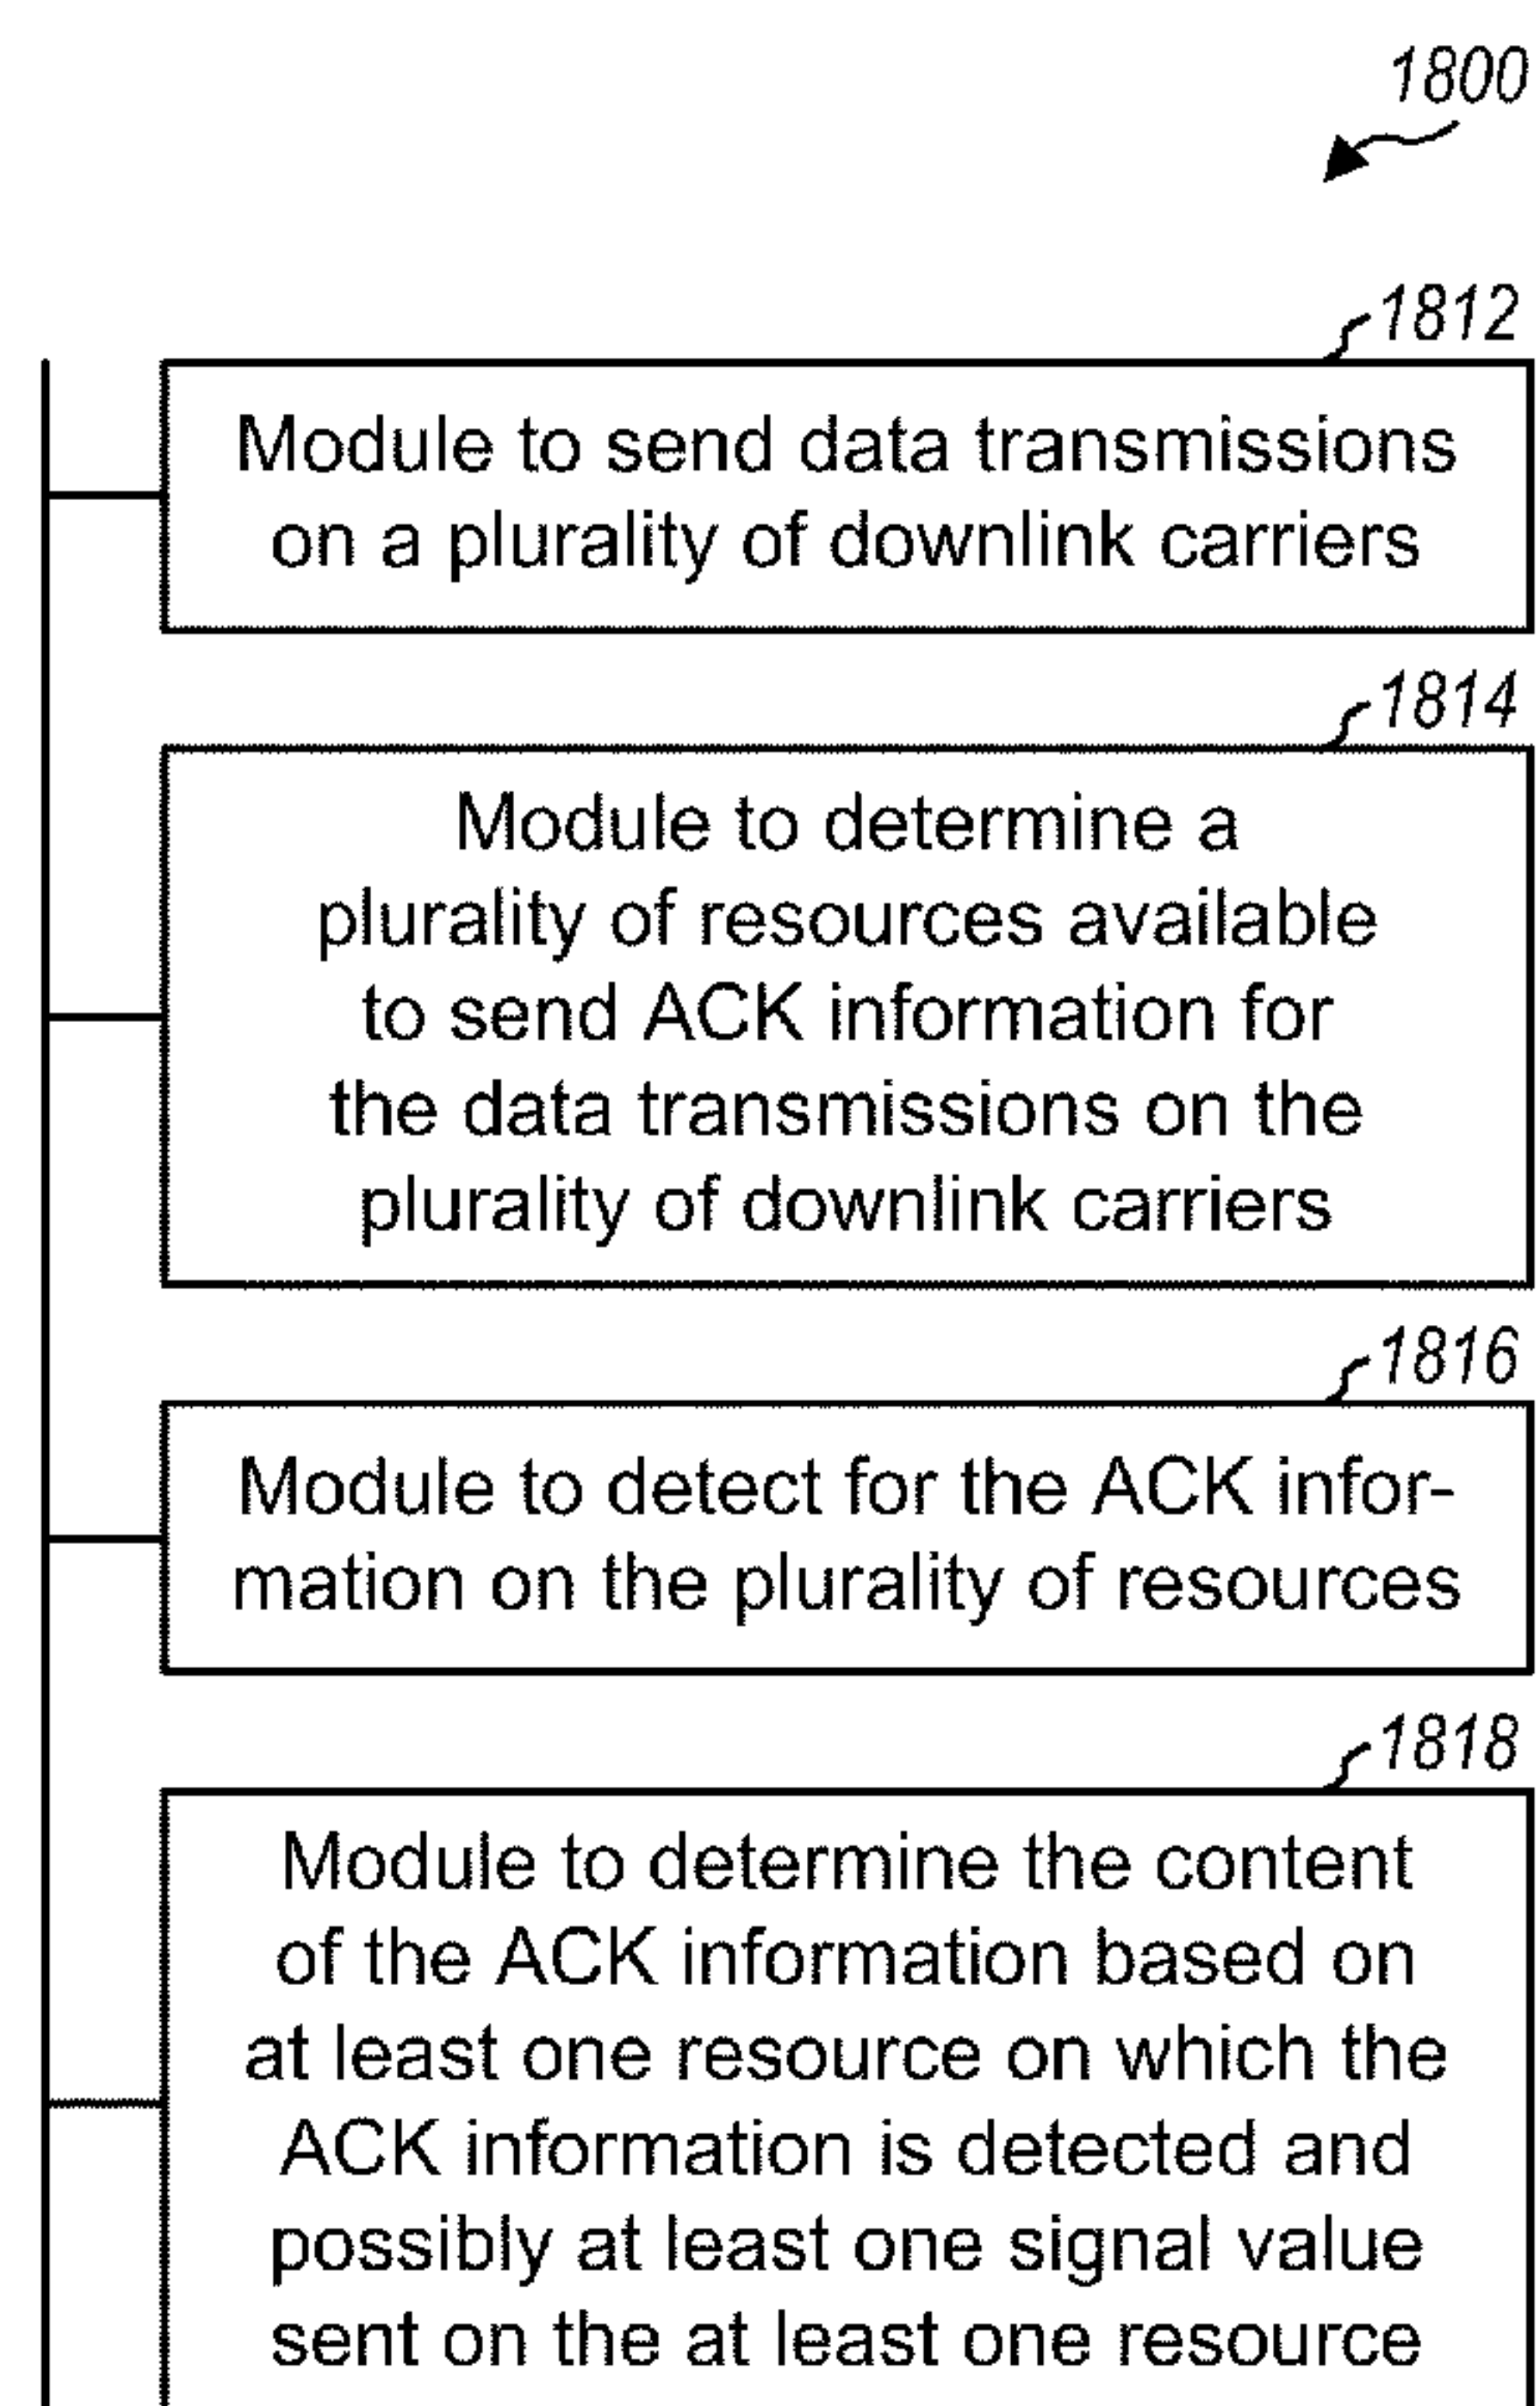 1800
1812
Module to send data transmissions
on a plurality of downlink carriers
1814
Module to determine a
plurality of resources available
to send ACK information for
the data transmissions on the
plurality of downlink carriers
1816
Module to detect for the ACK infor-
mation on the plurality of resources
1818
Module to determine the content
of the ACK information based on
at least one resource on which the
ACK information is detected and
possibly at least one signal value
sent on the at least one resource